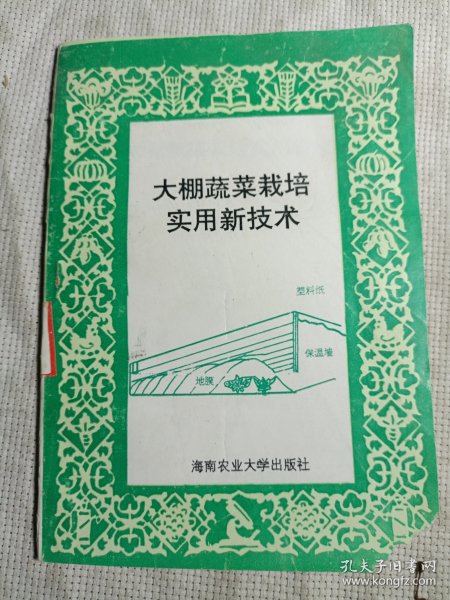 大棚蔬菜栽培
实用新技术
塑料纸
保温墙
地膜
海南农业大学出版社
孔夫子旧书网
www.kongfz.com